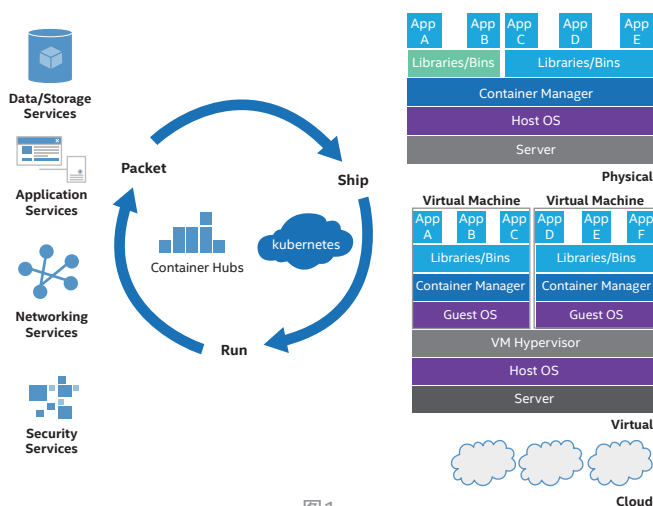 Data/Storage
Services
Application
Services
Networking
Services
Security
Services
Packet
Ship
Run
Container Hubs
kubernetes
App
A
App
B
App
C
App
D
App
E
Libraries/Bins
Libraries/Bins
Container Manager
Host OS
Server
Physical
Virtual Machine
Virtual Machine
App
A
App
B
App
C
App
D
App
E
App
F
Libraries/Bins
Libraries/Bins
Container Manager
Container Manager
Guest OS
Guest OS
VM Hypervisor
Host OS
Server
Virtual
Cloud